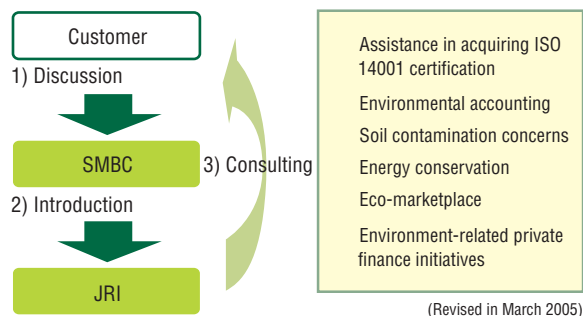 Customer
1) Discussion
SMBC
3) Consulting
2) Introduction
JRI
Assistance in acquiring ISO
14001 certification
Environmental accounting
Soil contamination concerns
Energy conservation
Eco-marketplace
Environment-related private
finance initiatives
(Revised in March 2005)